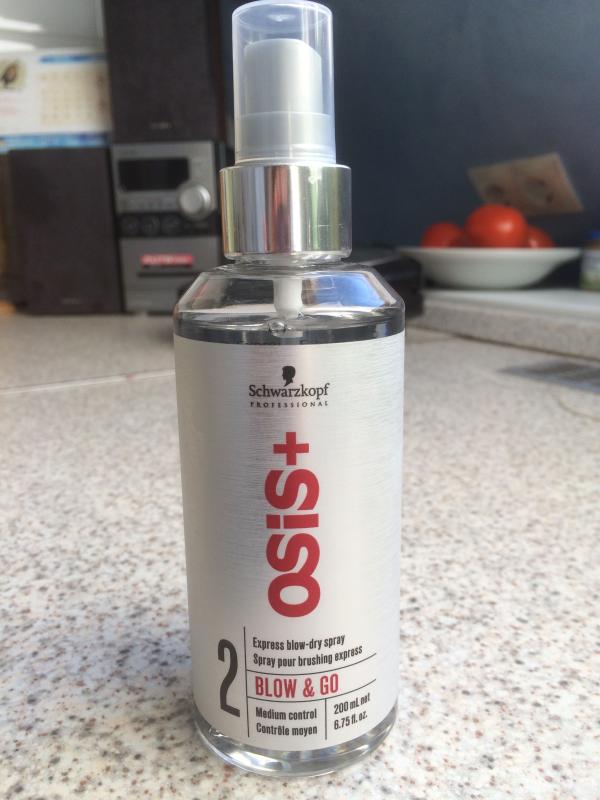 Schwarzkopf
PROFESSIONAL
OSiS+
2
Express blow-dry spray
Spray pour brushing express
BLOW & GO
Medium control
Contrôle moyen
200 mL net
6.75 fl. oz.